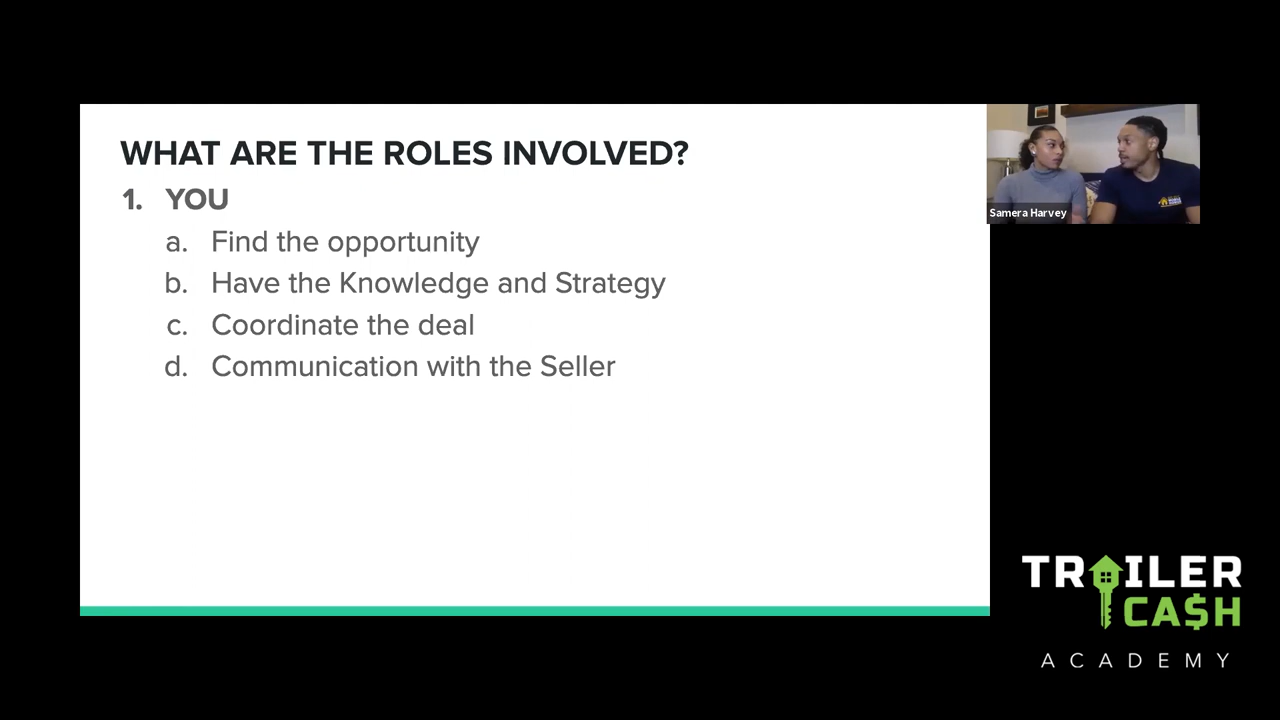 WHAT ARE THE ROLES INVOLVED?
1. YOU
a. Find the opportunity
b. Have the Knowledge and Strategy
c. Coordinate the deal
d. Communication with the Seller
Samera Harvey
TRAILER
CA$H
ACADEMY